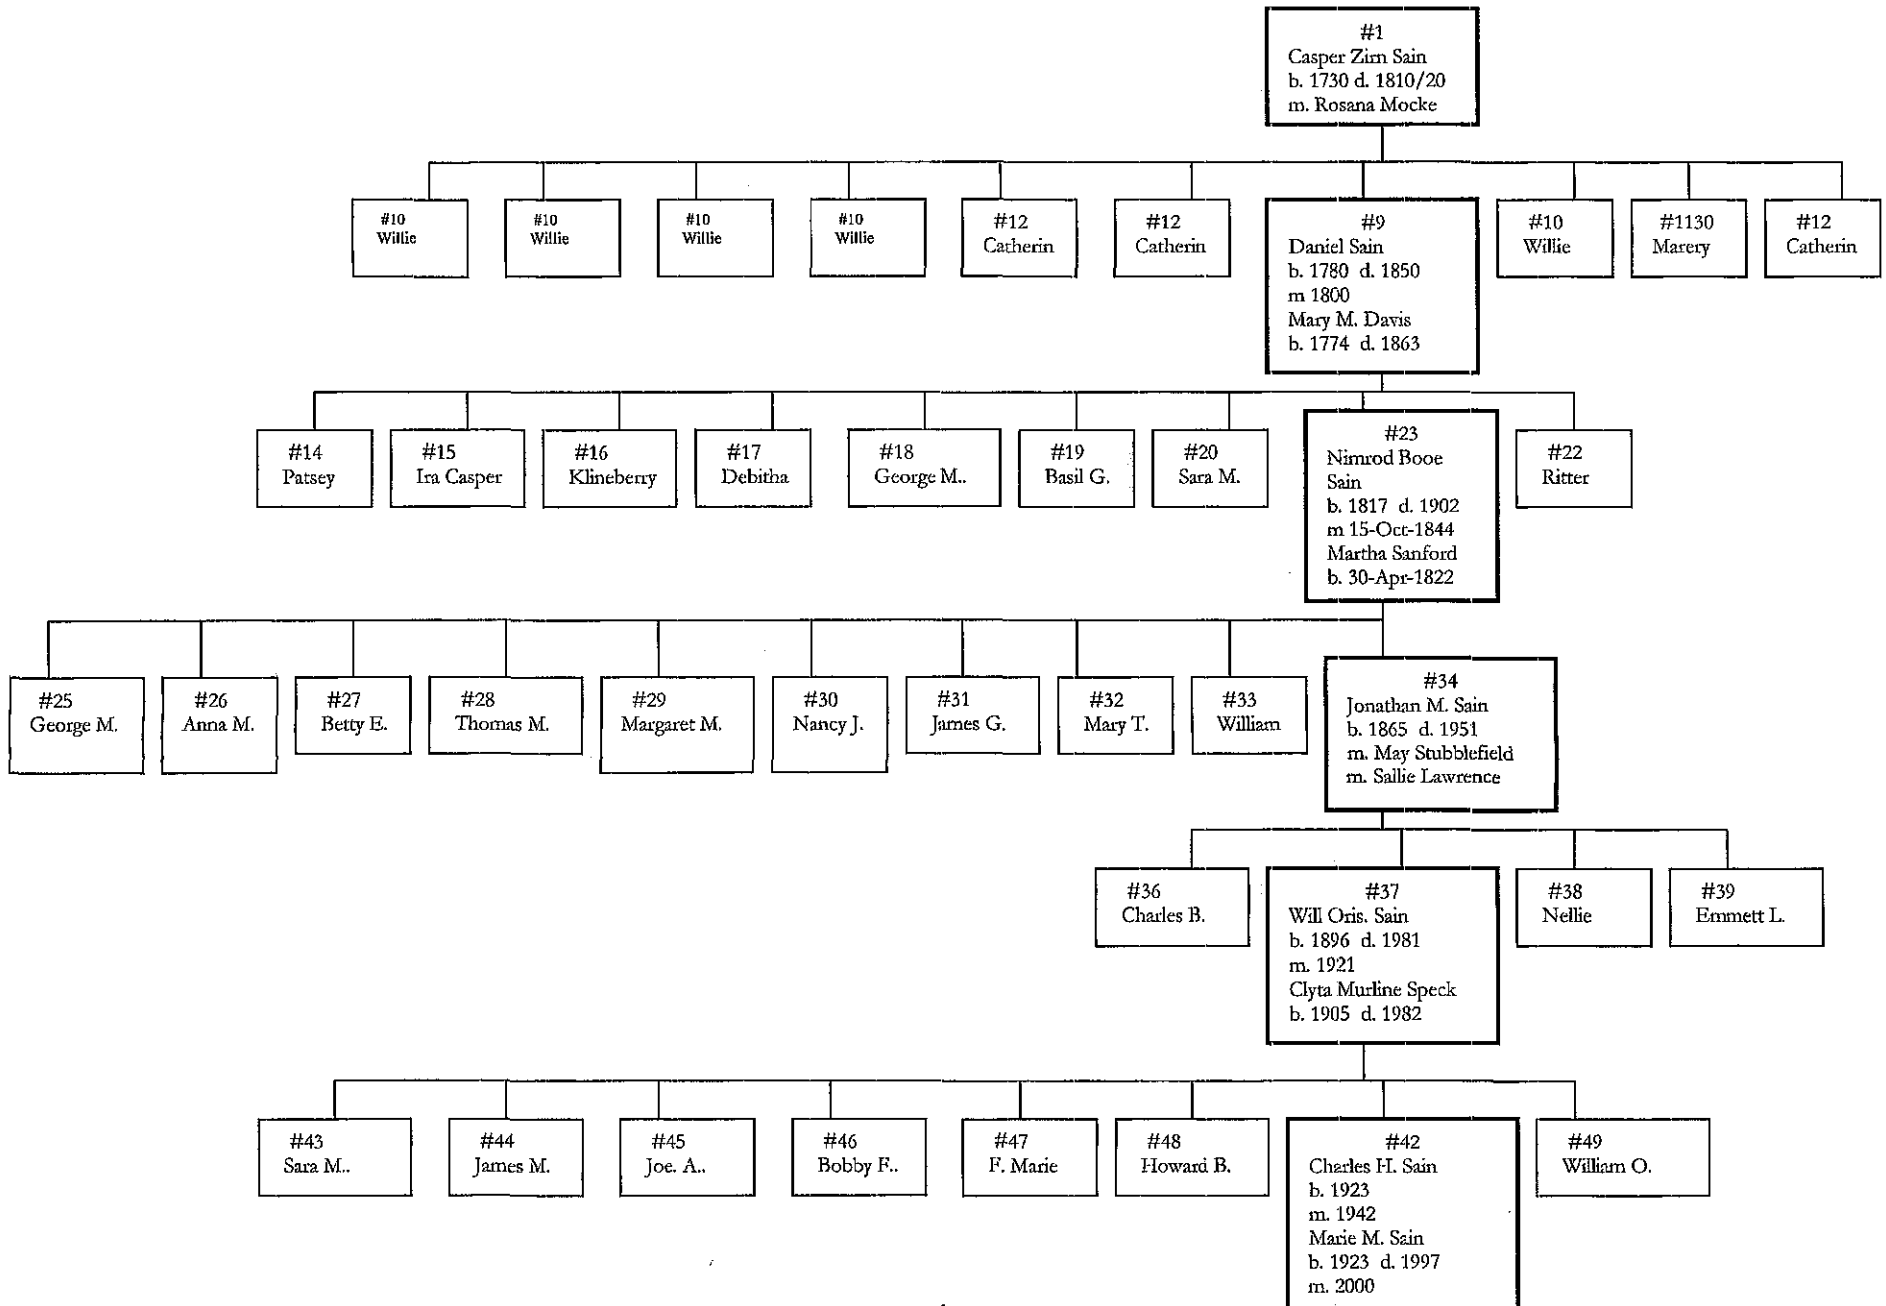 #1
Casper Zirn Sain
b. 1730 d. 1810/20
m. Rosana Mocke
#10
Willie
#10
Willie
#10
Willie
#10
Willie
#12
Catherin
#12
Catherin
#9
Daniel Sain
b. 1780 d. 1850
m 1800
Mary M. Davis
b. 1774 d. 1863
#10
Willie
#1130
Marery
#12
Catherin
#14
Patsey
#15
Ira Casper
#16
Klineberry
#17
Debitha
#18
George M..
#19
Basil G.
#20
Sara M.
#23
Nimrod Booe
Sain
b. 1817 d. 1902
m 15-Oct-1844
Martha Sanford
b. 30-Apr-1822
#22
Ritter
#25
George M.
#26
Anna M.
#27
Betty E.
#28
Thomas M.
#29
Margaret M.
#30
Nancy J.
#31
James G.
#32
Mary T.
#33
William
#34
Jonathan M. Sain
b. 1865 d. 1951
m. May Stubblefield
m. Sallie Lawrence
#36
Charles B.
#37
Will Oris. Sain
b. 1896 d. 1981
m. 1921
Clyta Murline Speck
b. 1905 d. 1982
#38
Nellie
#39
Emmett L.
#43
Sara M..
#44
James M.
#45
Joe. A..
#46
Bobby F..
#47
F. Marie
#48
Howard B.
#42
Charles H. Sain
b. 1923
m. 1942
Marie M. Sain
b. 1923 d. 1997
m. 2000
#49
William O.